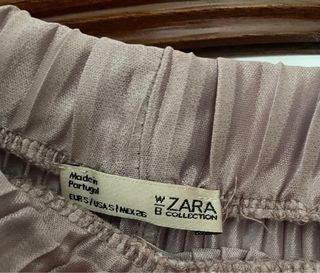 Made in
Portugal
EUR S / USA S / MEX 26
W/B ZARA
COLLECTION